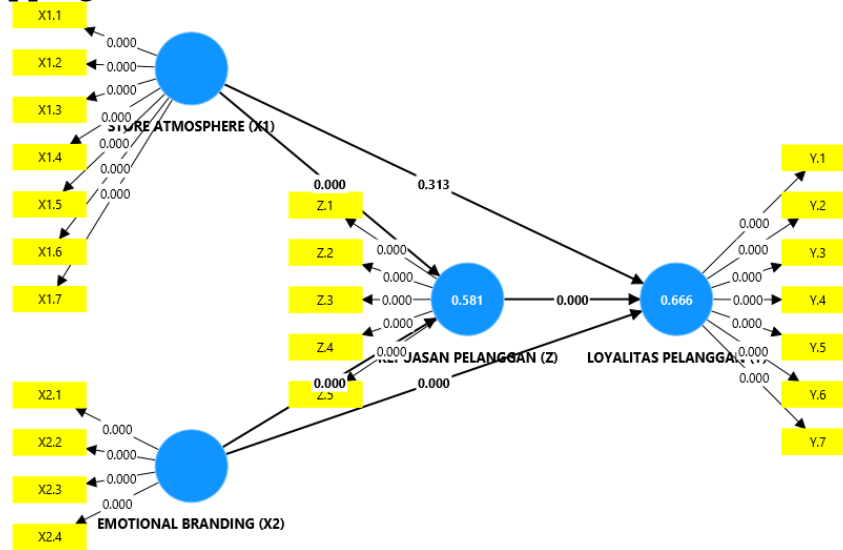 X1.1
0.000
X1.2
0.000
0.000
X1.3
0.000
STORE ATMOSPHERE (X1)
X1.4
0.000
0.000
0.000
X1.5
X1.6
X1.7
0.000
0.313
Z.1
0.000
Z.2
0.000
Z.3
0.000
0.581
Z.4
0.000
0.000
PELANGGAN (Z)
Z.5
0.000
0.000
0.000
0.666
LOYALITAS
Y.1
0.000
Y.2
0.000
Y.3
0.000
Y.4
0.000
Y.5
0.000
0.000
Y.6
0.000
Y.7
X2.1
0.000
X2.2
0.000
X2.3
0.000
0.000
X2.4
EMOTIONAL BRANDING (X2)